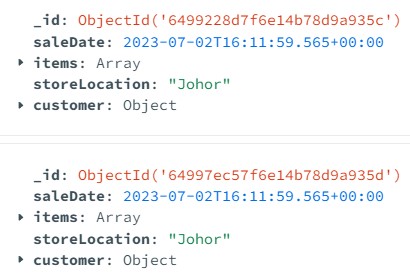 _id: ObjectId('6499228d7f6e14b78d9a935c')
saleDate: 2023-07-02T16:11:59.565+00:00
items: Array
storeLocation: "Johor"
customer: Object
_id: ObjectId('64997ec57f6e14b78d9a935d')
saleDate: 2023-07-02T16:11:59.565+00:00
items: Array
storeLocation: "Johor"
customer: Object